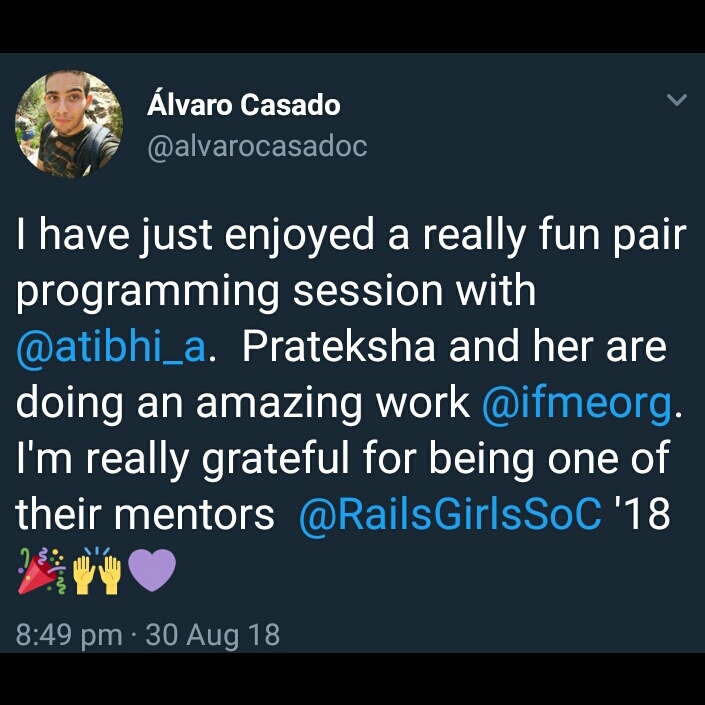 Álvaro Casado
@alvarocasadoc
I have just enjoyed a really fun pair
programming session with
@atibhi_a.  Prateksha and her are
doing an amazing work @ifmeorg.
I'm really grateful for being one of
their mentors  @RailsGirlsSoC '18
🎉🙌💜
8:49 pm · 30 Aug 18